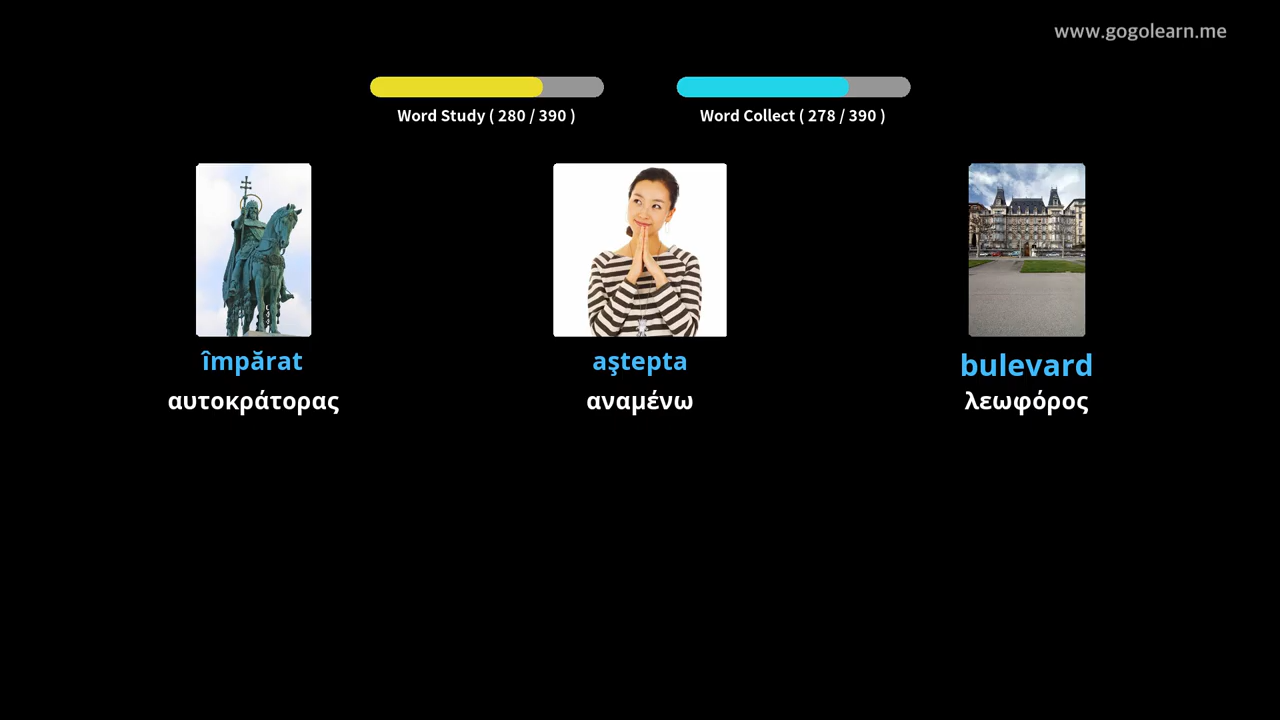 www.gogolearn.me
Word Study ( 280 / 390 )
Word Collect ( 278 / 390 )
împărat
aştepta
bulevard
αυτοκράτορας
αναμένω
λεωφόρος